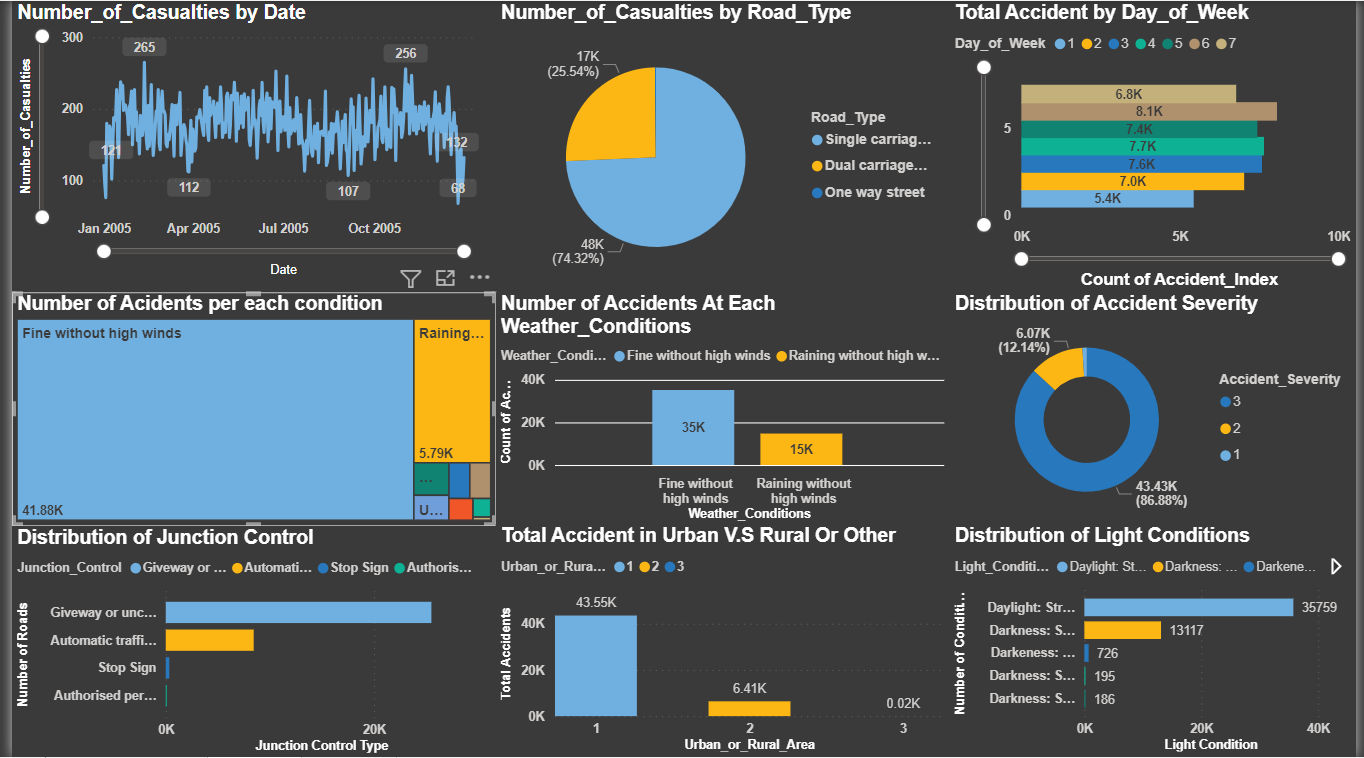 Number_of_Casualties by Date
Number_of_Casualties
300
200
100
265
256
121
132
112
107
68
Jan 2005
Apr 2005
Jul 2005
Oct 2005
Date
Number_of_Casualties by Road_Type
17K
(25.54%)
48K
(74.32%)
Road_Type
Single carriag...
Dual carriage...
One way street
Total Accident by Day_of_Week
Day_of_Week 1 2 3 4 5 6 7
5
0
6.8K
8.1K
7.4K
7.7K
7.6K
7.0K
5.4K
0K
5K
10K
Count of Accident_Index
Number of Acidents per each condition
Fine without high winds
41.88K
Raining...
5.79K
...
U...
Number of Accidents At Each
Weather_Conditions
Weather_Condi... Fine without high winds Raining without high w...
Count of Ac...
40K
20K
0K
35K
15K
Fine without
high winds
Raining without
high winds
Weather_Conditions
Distribution of Accident Severity
6.07K
(12.14%)
43.43K
(86.88%)
Accident_Severity
3
2
1
Distribution of Junction Control
Junction_Control Giveway or ... Automati... Stop Sign Authoris...
Number of Roads
Giveway or unc...
Automatic traffi...
Stop Sign
Authorised per...
0K
20K
Junction Control Type
Total Accident in Urban V.S Rural Or Other
Urban_or_Rura... 1 2 3
Total Accidents
40K
20K
0K
43.55K
6.41K
0.02K
1
2
3
Urban_or_Rural_Area
Distribution of Light Conditions
Light_Conditi... Daylight: St... Darkness: ... Darkene...
Number of Conditi...
Daylight: Str...
35759
Darkness: S...
13117
Darkeness: ...
726
Darkness: S...
195
Darkness: S...
186
0K
20K
40K
Light Condition